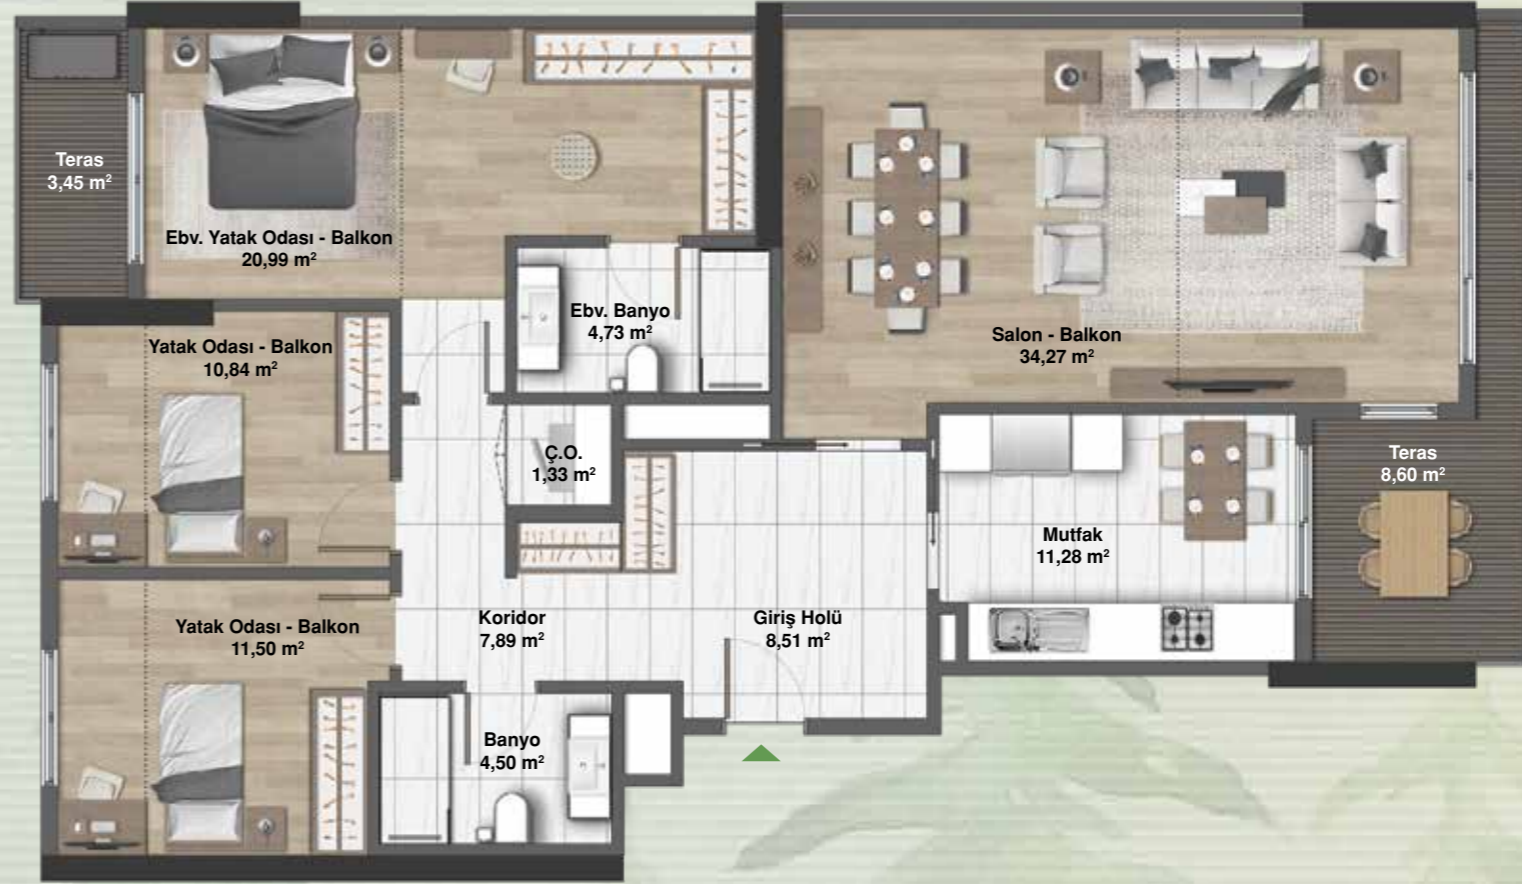 Teras
3,45 m²
Ebv. Yatak Odası - Balkon
20,99 m²
Ebv. Banyo
4,73 m²
Salon - Balkon
34,27 m²
Yatak Odası - Balkon
10,84 m²
Ç.O.
1,33 m²
Teras
8,60 m²
Mutfak
11,28 m²
Yatak Odası - Balkon
11,50 m²
Koridor
7,89 m²
Giriş Holü
8,51 m²
Banyo
4,50 m²